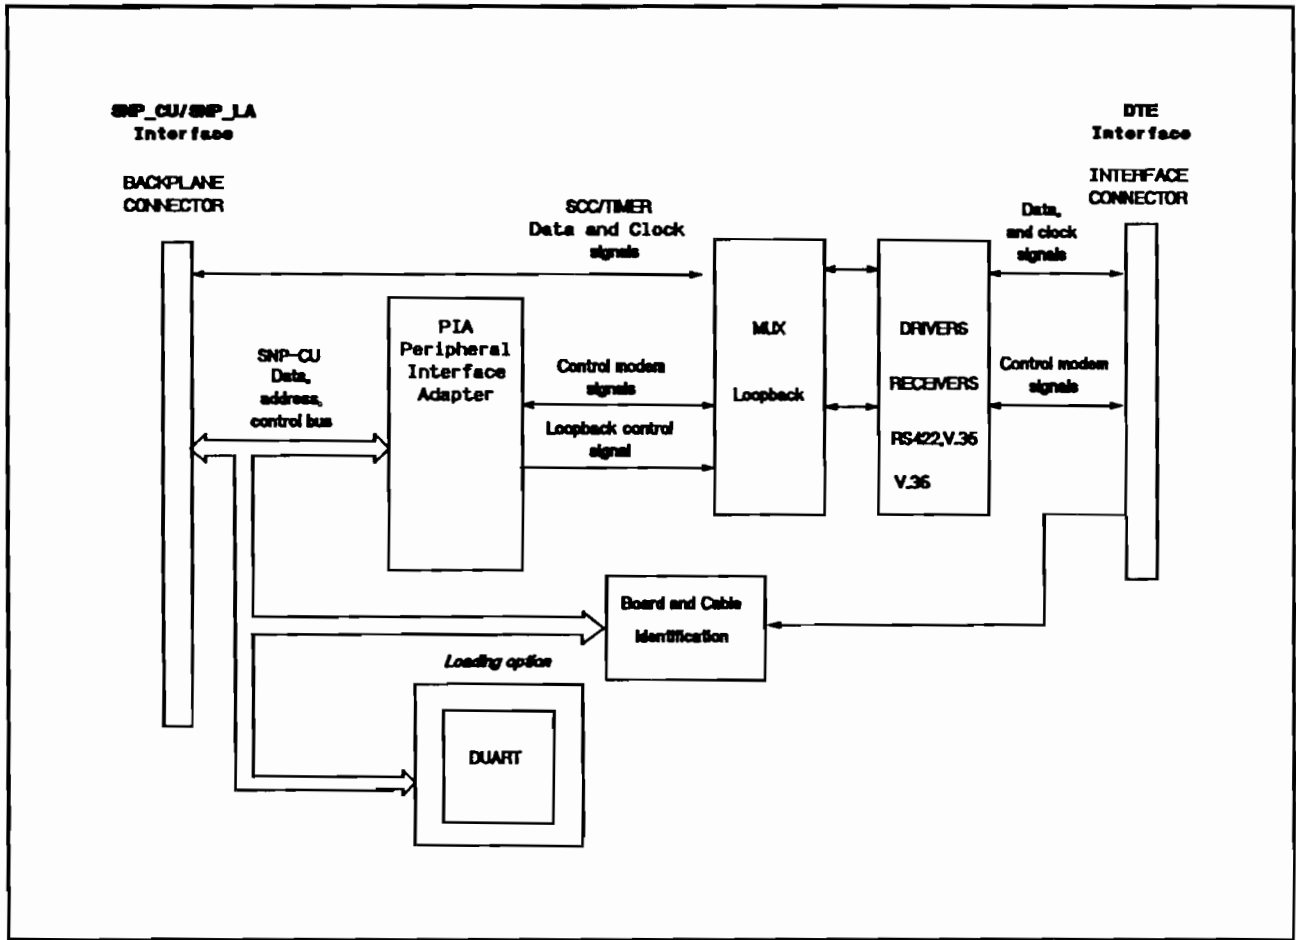 SNP_CU/SNP_LA
Interface
BACKPLANE
CONNECTOR
DTE
Interface
INTERFACE
CONNECTOR
SCC/TIMER
Data and Clock
signals
Data,
and clock
signals
PIA
Peripheral
Interface
Adapter
SNP-CU
Data,
address,
control bus
Control modem
signals
Loopback control
signal
MUX
Loopback
DRIVERS
RECEIVERS
RS422,V.35
V.36
Control modem
signals
Board and Cable
Identification
Loading option
DUART